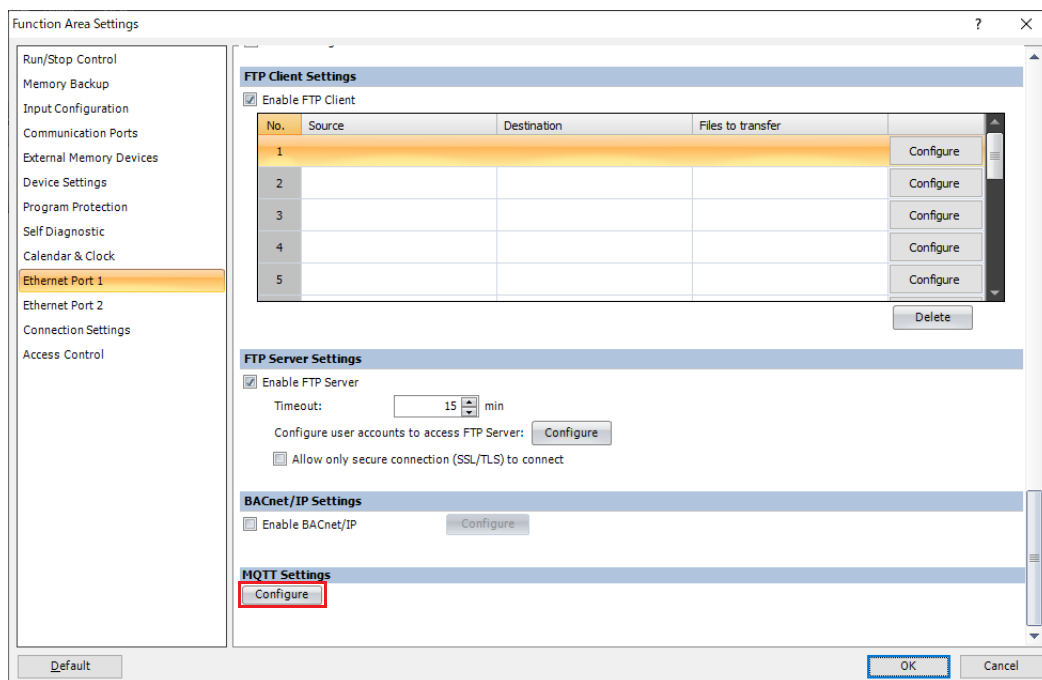 Function Area Settings
?
Run/Stop Control
Memory Backup
Input Configuration
Communication Ports
External Memory Devices
Device Settings
Program Protection
Self Diagnostic
Calendar & Clock
Ethernet Port 1
Ethernet Port 2
Connection Settings
Access Control
FTP Client Settings
Enable FTP Client
No. Source Destination Files to transfer
1 Configure
2 Configure
3 Configure
4 Configure
5 Configure
Delete
FTP Server Settings
Enable FTP Server
Timeout: 15 min
Configure user accounts to access FTP Server: Configure
Allow only secure connection (SSL/TLS) to connect
BACnet/IP Settings
Enable BACnet/IP Configure
MQTT Settings
Configure
Default OK Cancel